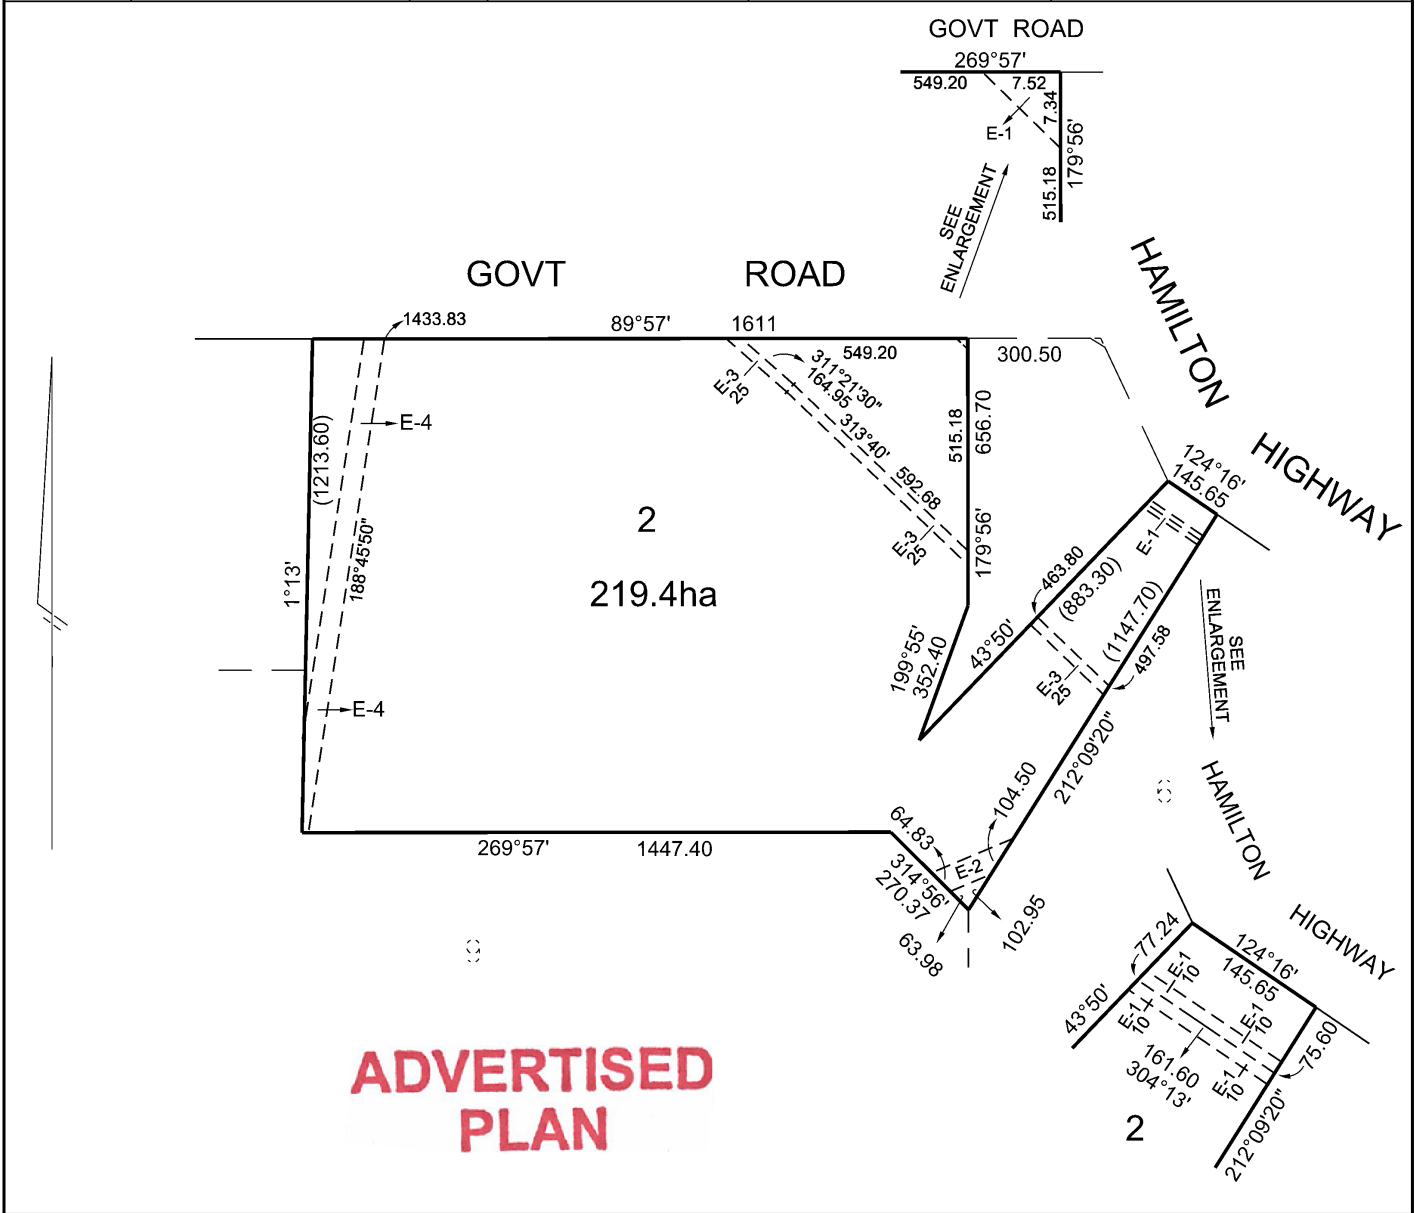 GOVT ROAD
269°57'
549.20
7.52
7.34
E-1
179°56'
515.18
SEE
ENLARGEMENT
HAMILTON
HIGHWAY
GOVT ROAD
1433.83
89°57'
1611
549.20
300.50
311°21'30"
164.95
E-3
25
313°40'
592.68
E-3
25
515.18
656.70
179°56'
(1213.60)
E-4
188°45'50"
1°13'
E-4
2
219.4ha
124°16'
145.65
E-1
463.80
(883.30)
(1147.70)
497.58
43°50'
E-3
25
199°55'
352.40
212°09'20"
SEE
ENLARGEMENT
104.50
64.83
E-2
314°56'
270.37
102.95
63.98
269°57'
1447.40
HAMILTON
HIGHWAY
77.24
124°16'
145.65
E-1
10
E-1
10
E-1
10
E-1
10
43°50'
161.60
304°13'
75.60
212°09'20"
2
ADVERTISED
PLAN